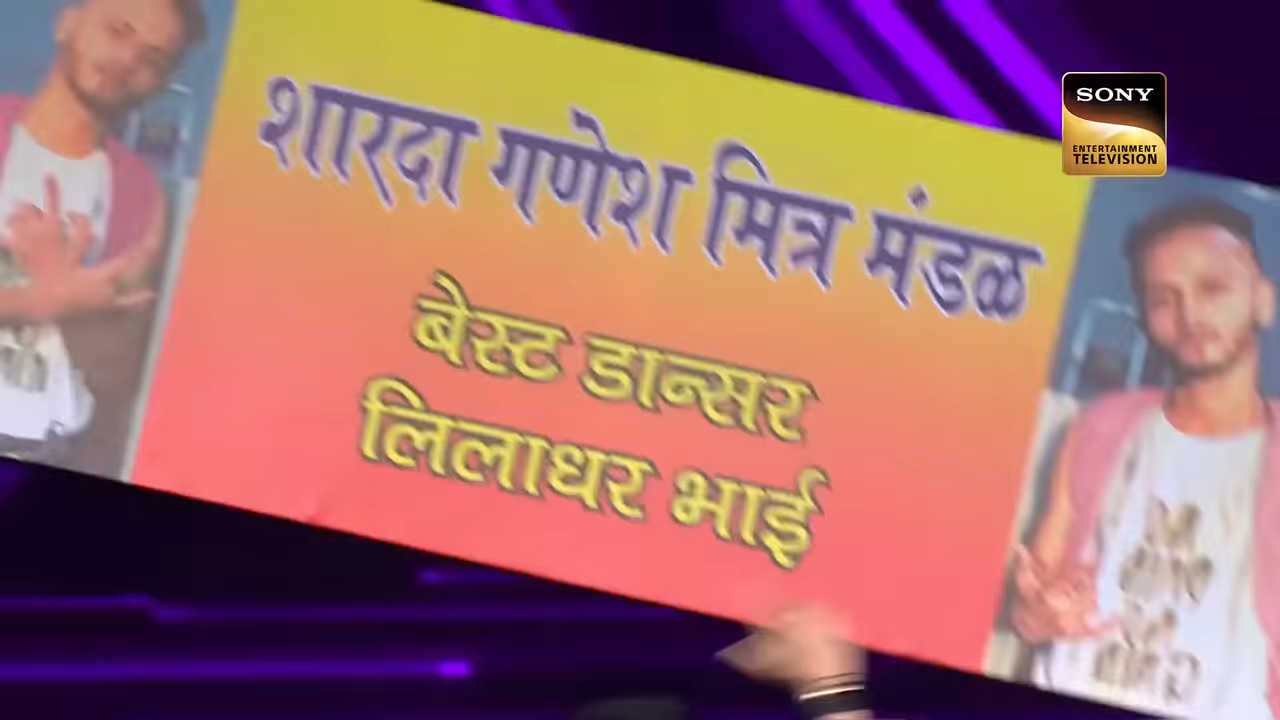 शारदा गणेश मित्र मंडळ
बेस्ट डान्सर
लिलाधर भाई
SONY
ENTERTAINMENT
TELEVISION